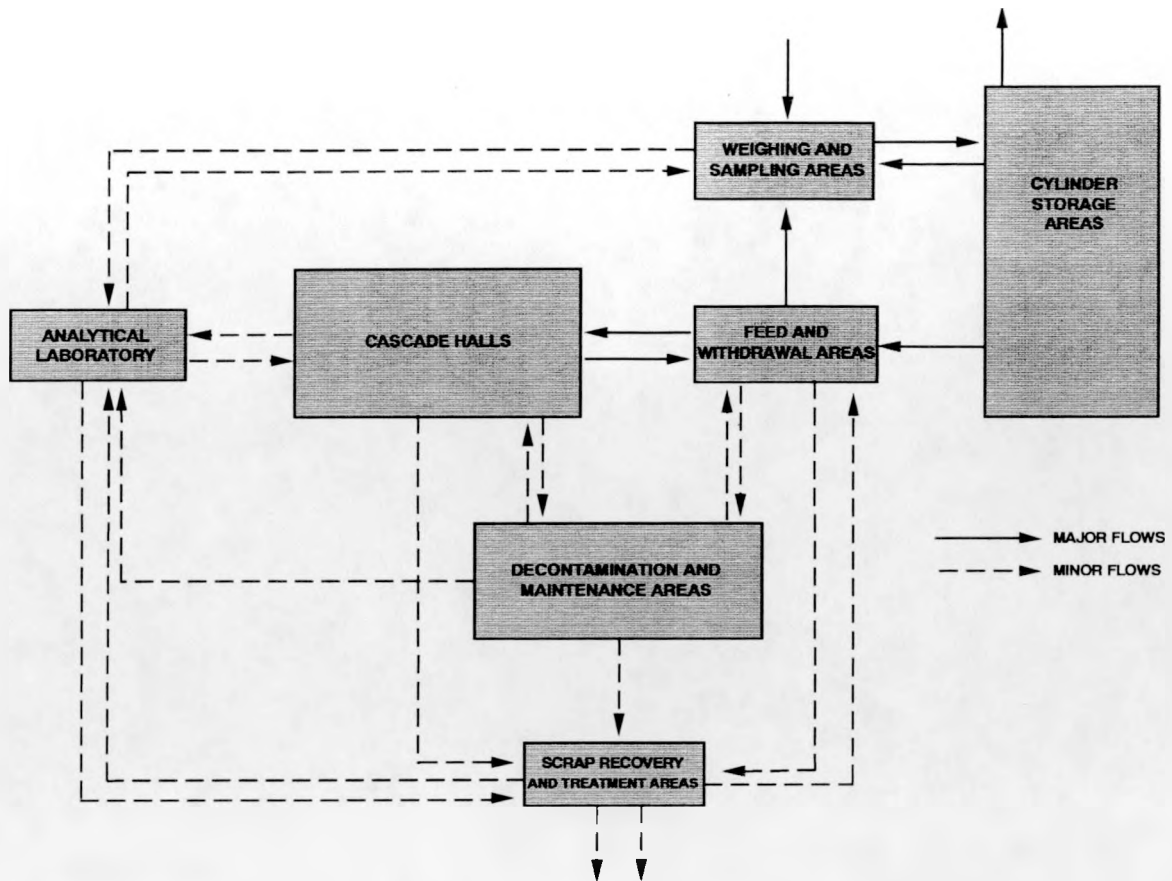 WEIGHING AND
SAMPLING AREAS
CYLINDER
STORAGE
AREAS
ANALYTICAL
LABORATORY
CASCADE HALLS
FEED AND
WITHDRAWAL AREAS
DECONTAMINATION AND
MAINTENANCE AREAS
MAJOR FLOWS
MINOR FLOWS
SCRAP RECOVERY
AND TREATMENT AREAS